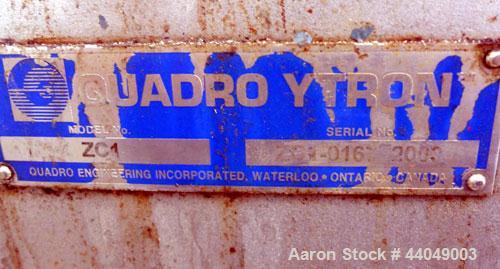 QUADRO YTRON
MODEL No. SERIAL No.
ZC1
QUADRO ENGINEERING INCORPORATED, WATERLOO • ONTARIO • CANADA
Aaron Stock # 44049003